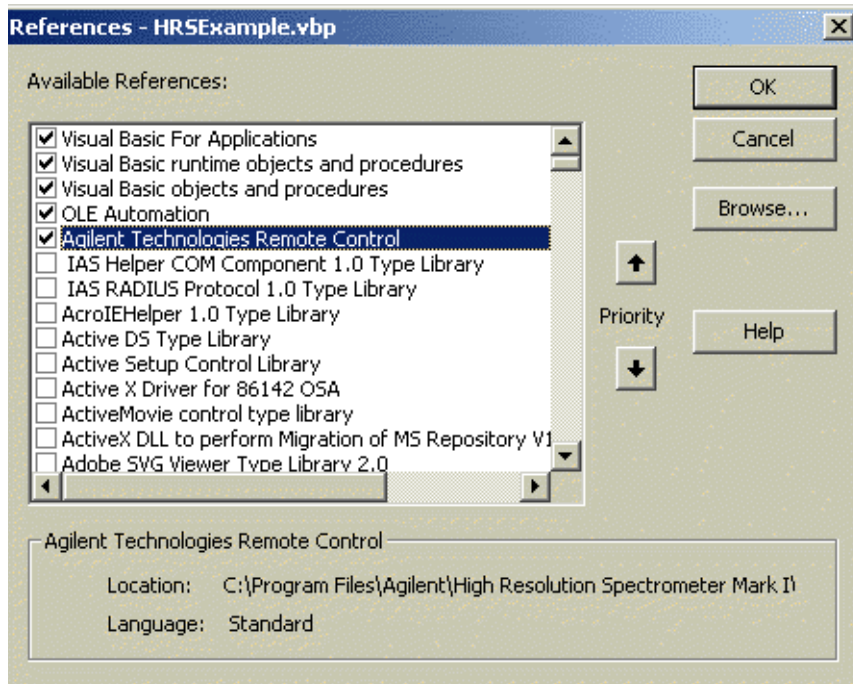 References - HRSExample.vbp
Available References:
OK
Cancel
Browse...
Priority
Help
Visual Basic For Applications
Visual Basic runtime objects and procedures
Visual Basic objects and procedures
OLE Automation
Agilent Technologies Remote Control
IAS Helper COM Component 1.0 Type Library
IAS RADIUS Protocol 1.0 Type Library
AcroIEHelper 1.0 Type Library
Active DS Type Library
Active Setup Control Library
Active X Driver for 86142 OSA
ActiveMovie control type library
ActiveX DLL to perform Migration of MS Repository V1
Adobe SVG Viewer Type Library 2.0
Agilent Technologies Remote Control
Location: C:\Program Files\Agilent\High Resolution Spectrometer Mark I\
Language: Standard